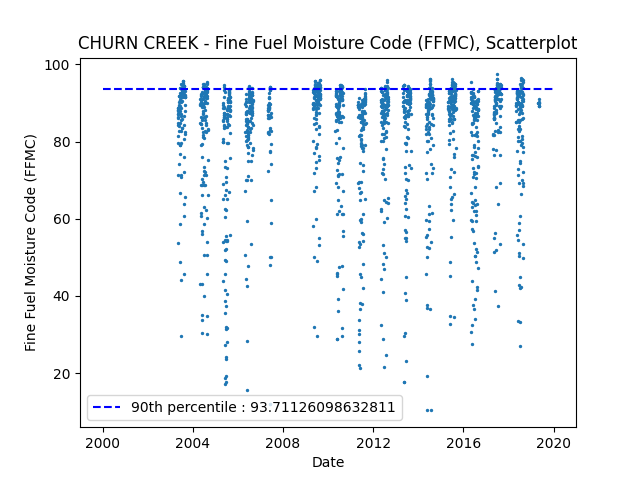 CHURN CREEK - Fine Fuel Moisture Code (FFMC), Scatterplot
Fine Fuel Moisture Code (FFMC)
100
80
60
40
20
90th percentile : 93.71126098632811
2000 2004 2008 2012 2016 2020
Date